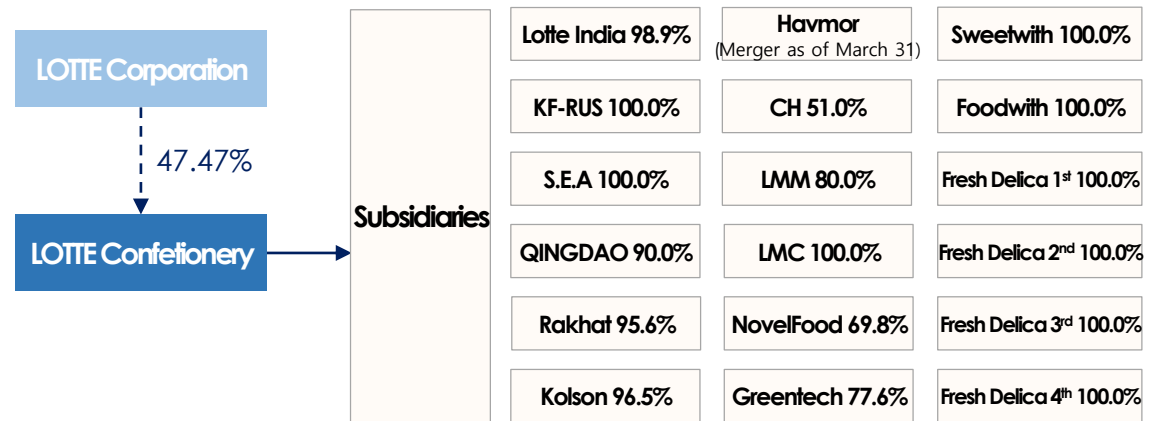 LOTTE Corporation
47.47%
LOTTE Confetionery
Subsidiaries
Lotte India 98.9%
Havmor
(Merger as of March 31)
Sweetwith 100.0%
KF-RUS 100.0%
CH 51.0%
Foodwith 100.0%
S.E.A 100.0%
LMM 80.0%
Fresh Delica 1st 100.0%
QINGDAO 90.0%
LMC 100.0%
Fresh Delica 2nd 100.0%
Rakhat 95.6%
NovelFood 69.8%
Fresh Delica 3rd 100.0%
Kolson 96.5%
Greentech 77.6%
Fresh Delica 4th 100.0%